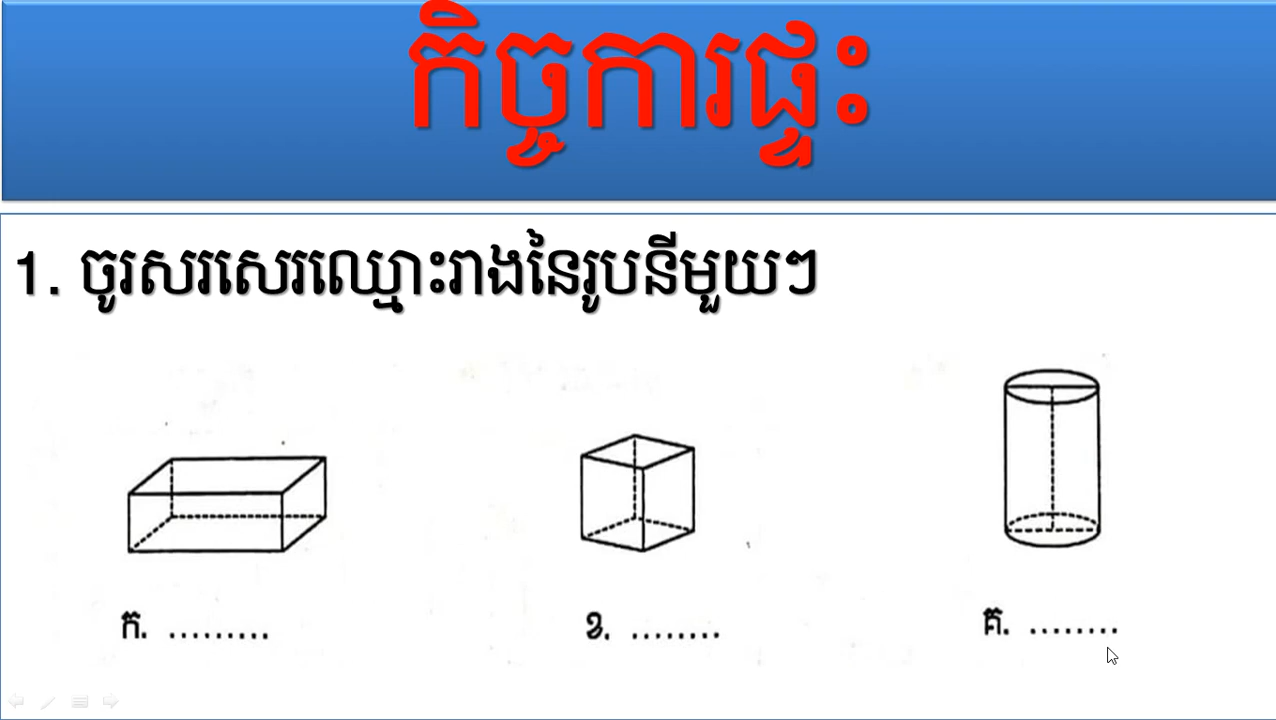 កិច្ចការផ្ទះ
1. ចូរសរសេរឈ្មោះរាងនៃរូបនីមួយៗ
ក. ......... ខ. ........ គ. ........